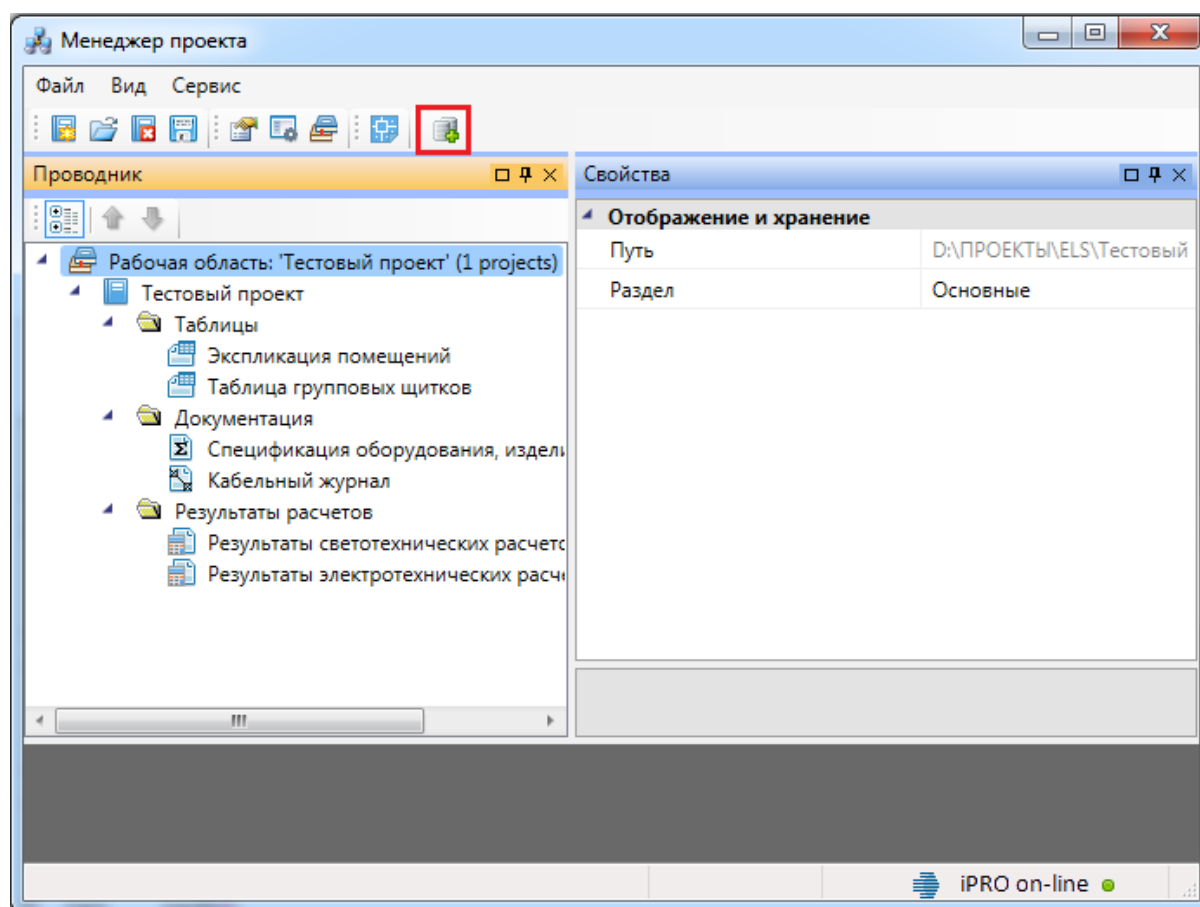 Менеджер проекта
Файл Вид Сервис
Проводник
Свойства
Рабочая область: 'Тестовый проект' (1 projects)
Тестовый проект
Таблицы
Экспликация помещений
Таблица групповых щитков
Документация
Спецификация оборудования, издели
Кабельный журнал
Результаты расчетов
Результаты светотехнических расчетс
Результаты электротехнических расч
Отображение и хранение
Путь D:\ПРОЕКТЫ\ELS\Тестовый
Раздел Основные
iPRO on-line